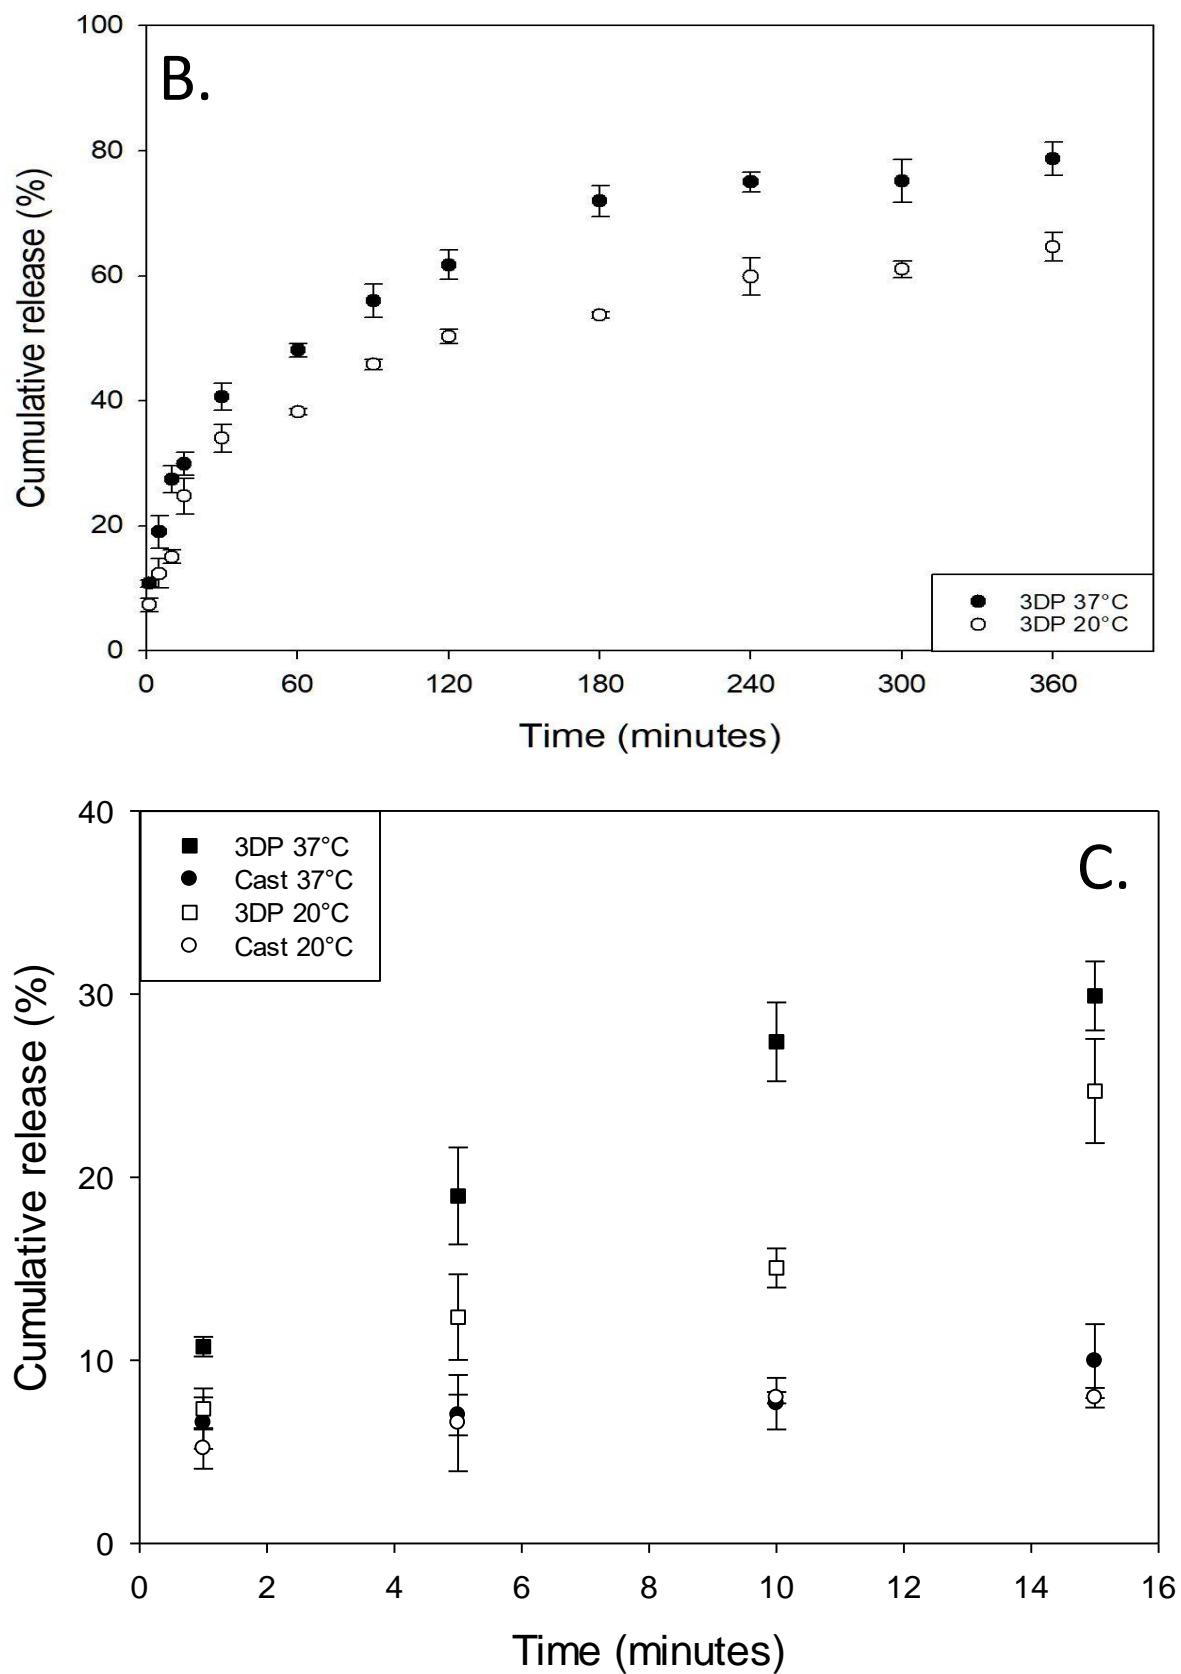 100
B.
80
60
40
20
0
Cumulative release (%)
3DP 37°C
3DP 20°C
0 60 120 180 240 300 360
Time (minutes)
40
3DP 37°C
Cast 37°C
3DP 20°C
Cast 20°C
C.
30
20
10
0
Cumulative release (%)
0 2 4 6 8 10 12 14 16
Time (minutes)